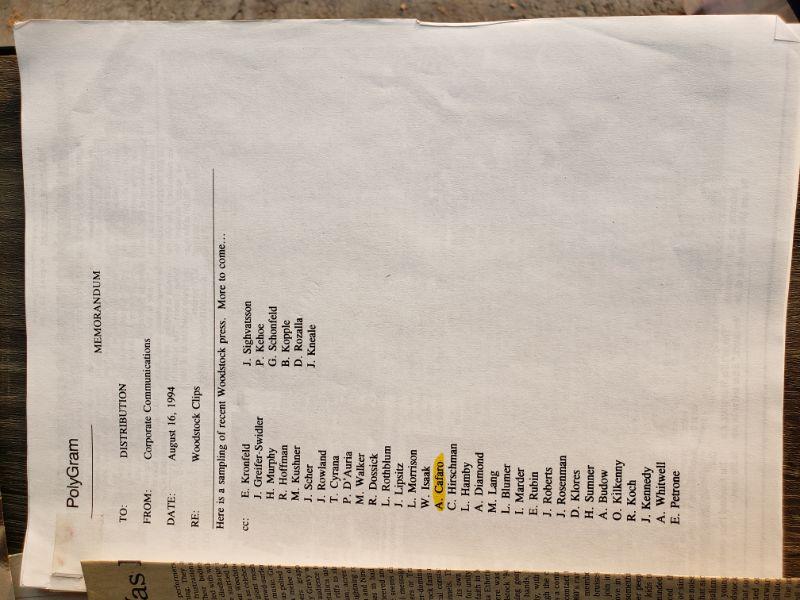 PolyGram
MEMORANDUM
TO: DISTRIBUTION
FROM: Corporate Communications
DATE: August 16, 1994
RE: Woodstock Clips
Here is a sampling of recent Woodstock press. More to come...
cc: E. Kronfeld J. Sighvatsson
J. Greifer-Swidler P. Kehoe
H. Murphy G. Schonfeld
R. Hoffman B. Kopple
M. Kushner D. Rozalla
J. Scher J. Kneale
J. Rowland
T. Cyrana
P. D'Auria
M. Walker
R. Dossick
L. Rothblum
J. Lipsitz
L. Morrison
W. Isaak
A. Cafaro
C. Hirschman
L. Hamby
A. Diamond
M. Lang
L. Blumer
I. Marder
E. Rubin
J. Roberts
J. Rosenman
D. Klores
H. Sumner
A. Budow
O. Kilkenny
R. Koch
J. Kennedy
A. Whitwell
E. Petrone